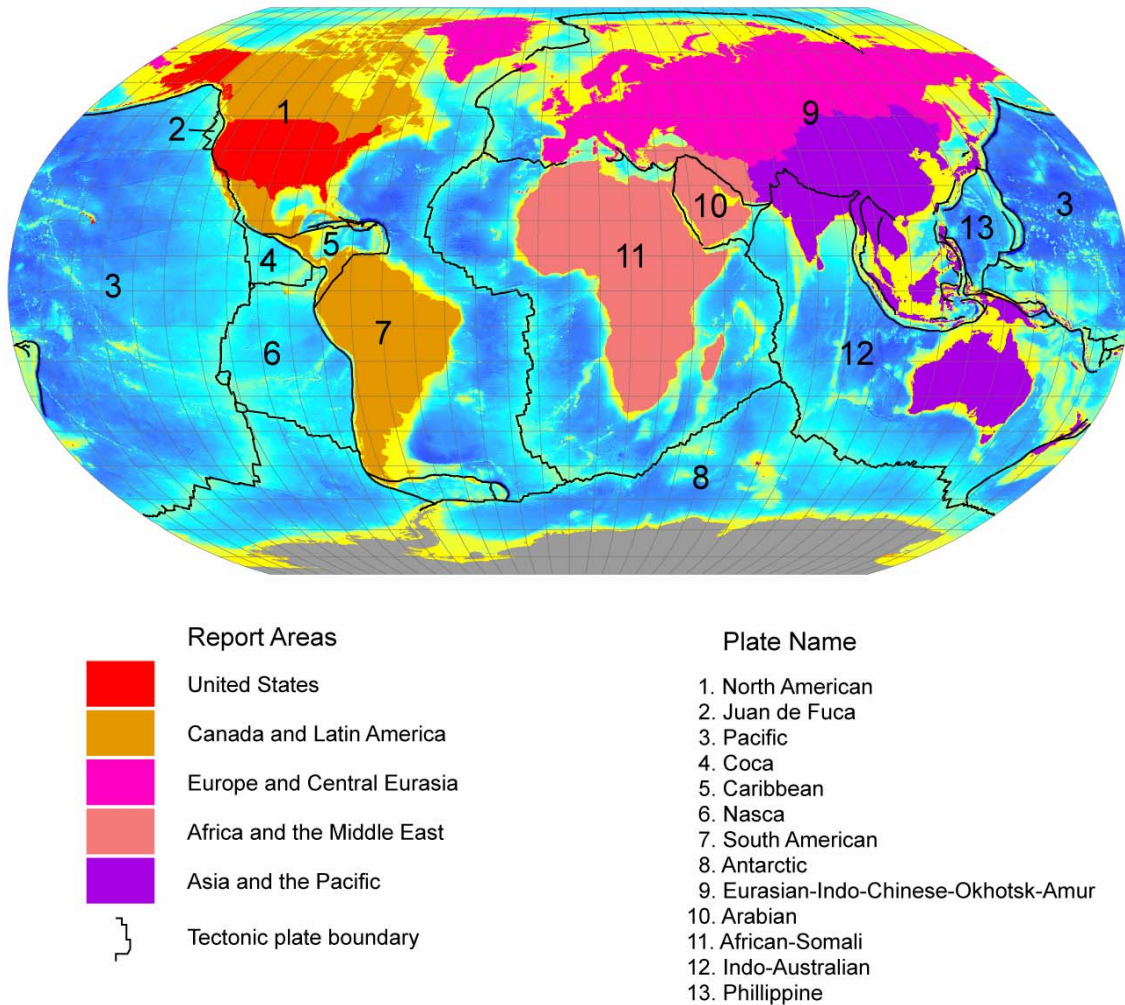 1
9
2
3
10
13
5
4
11
3
7
6
12
8
Report Areas
United States
Canada and Latin America
Europe and Central Eurasia
Africa and the Middle East
Asia and the Pacific
Tectonic plate boundary
Plate Name
1. North American
2. Juan de Fuca
3. Pacific
4. Coca
5. Caribbean
6. Nasca
7. South American
8. Antarctic
9. Eurasian-Indo-Chinese-Okhotsk-Amur
10. Arabian
11. African-Somali
12. Indo-Australian
13. Phillippine